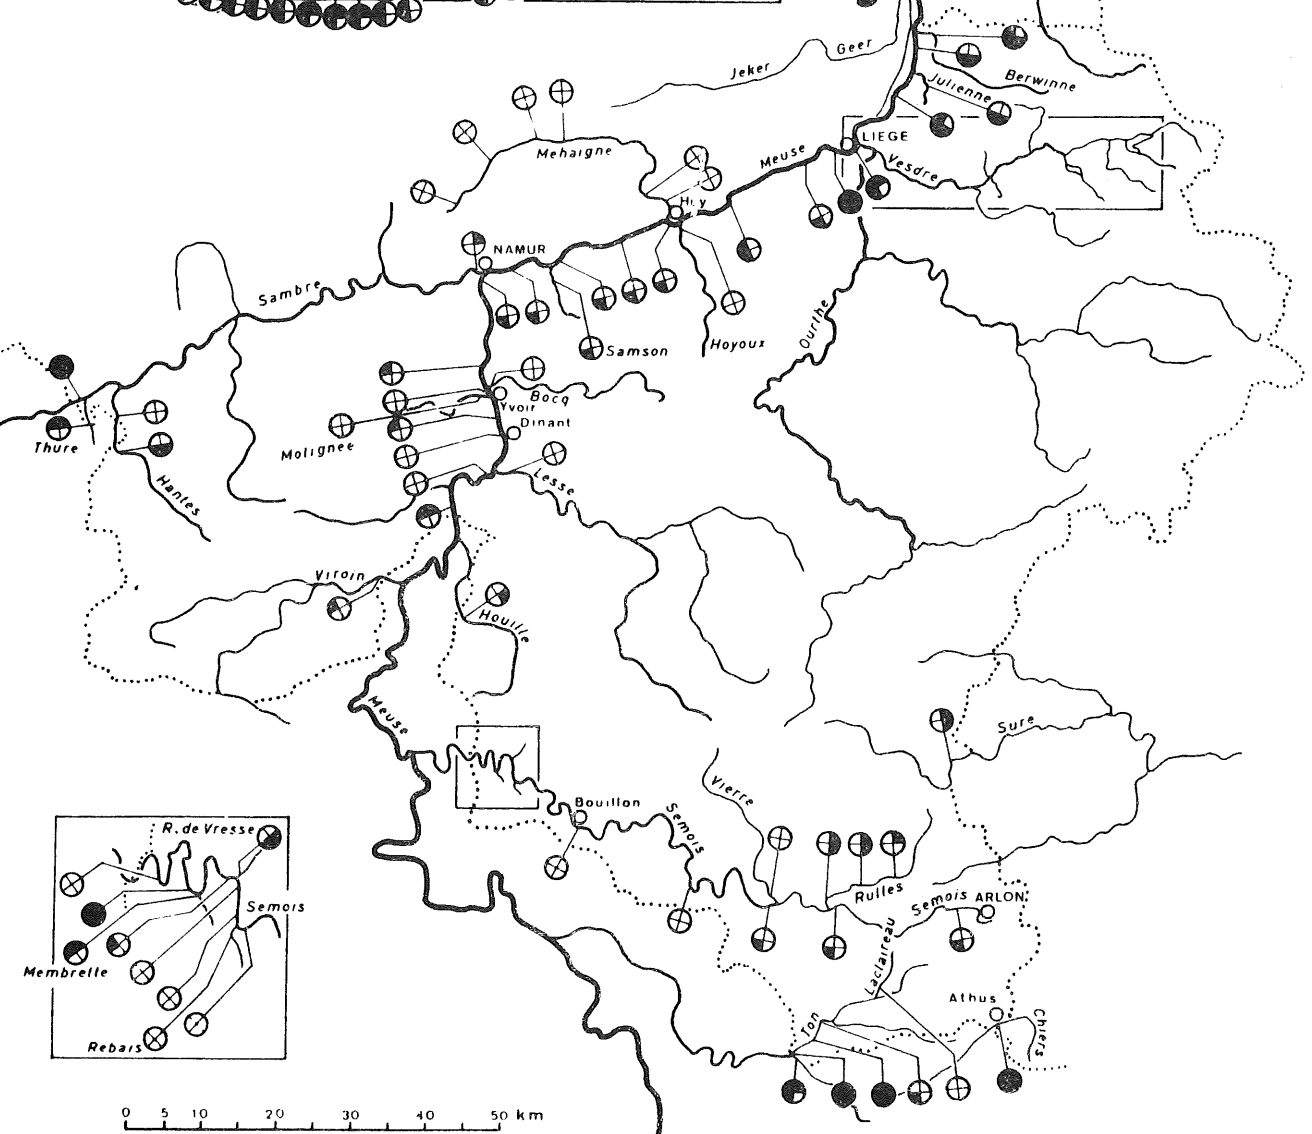 Geer
Jeker
Berwinne
Julienne
LIEGE
Mehaigne
Meuse
Vesdre
NAMUR
Sambre
Ourthe
Hoyoux
Samson
Bocq
Yvoir
Dinant
Molignee
Thure
Hantes
Lesse
Viroin
Houille
Meuse
Sure
Vierre
Bouillon
Semois
R. de Vresse
Rulles
Semois ARLON
Semois
Laclaireau
Membrette
Athus
Ton
Chiers
Rebais
0 5 10 20 30 40 50 km